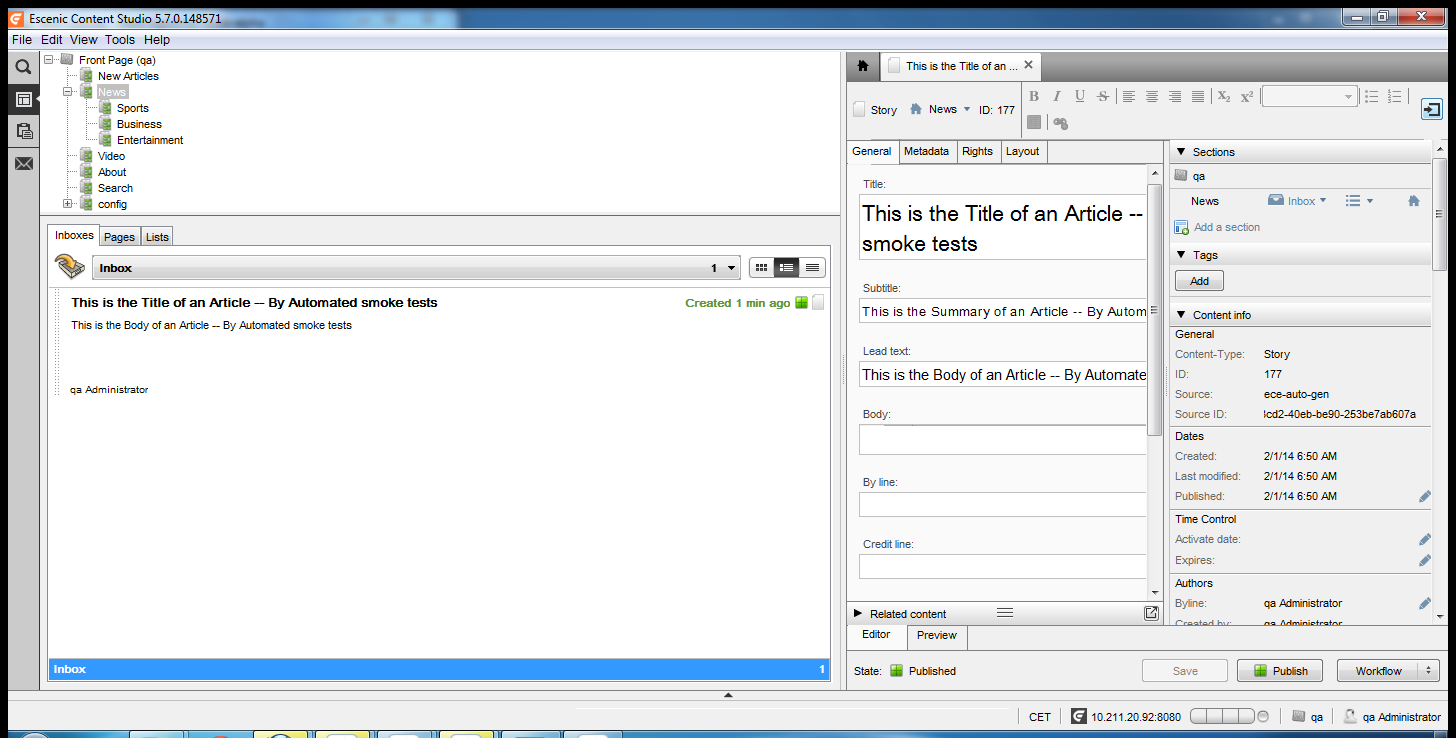 Escenic Content Studio 5.7.0.148571
File Edit View Tools Help
Front Page (qa)
New Articles
News
Sports
Business
Entertainment
Video
About
Search
config
Inboxes Pages Lists
Inbox 1
This is the Title of an Article -- By Automated smoke tests Created 1 min ago
This is the Body of an Article -- By Automated smoke tests
qa Administrator
Inbox 1
This is the Title of an ...
Story News ID: 177
B I U S X2 X2
General Metadata Rights Layout
Title:
This is the Title of an Article --
smoke tests
Subtitle:
This is the Summary of an Article -- By Autom
Lead text:
This is the Body of an Article -- By Automate
Body:
By line:
Credit line:
Related content
Editor Preview
Sections
qa
News Inbox
Add a section
Tags
Add
Content info
General
Content-Type: Story
ID: 177
Source: ece-auto-gen
Source ID: cd2-40eb-be90-253be7ab607a
Dates
Created: 2/1/14 6:50 AM
Last modified: 2/1/14 6:50 AM
Published: 2/1/14 6:50 AM
Time Control
Activate date:
Expires:
Authors
Byline: qa Administrator
Created by: qa Administrator
State: Published Save Publish Workflow
CET 10.211.20.92:8080 qa qa Administrator